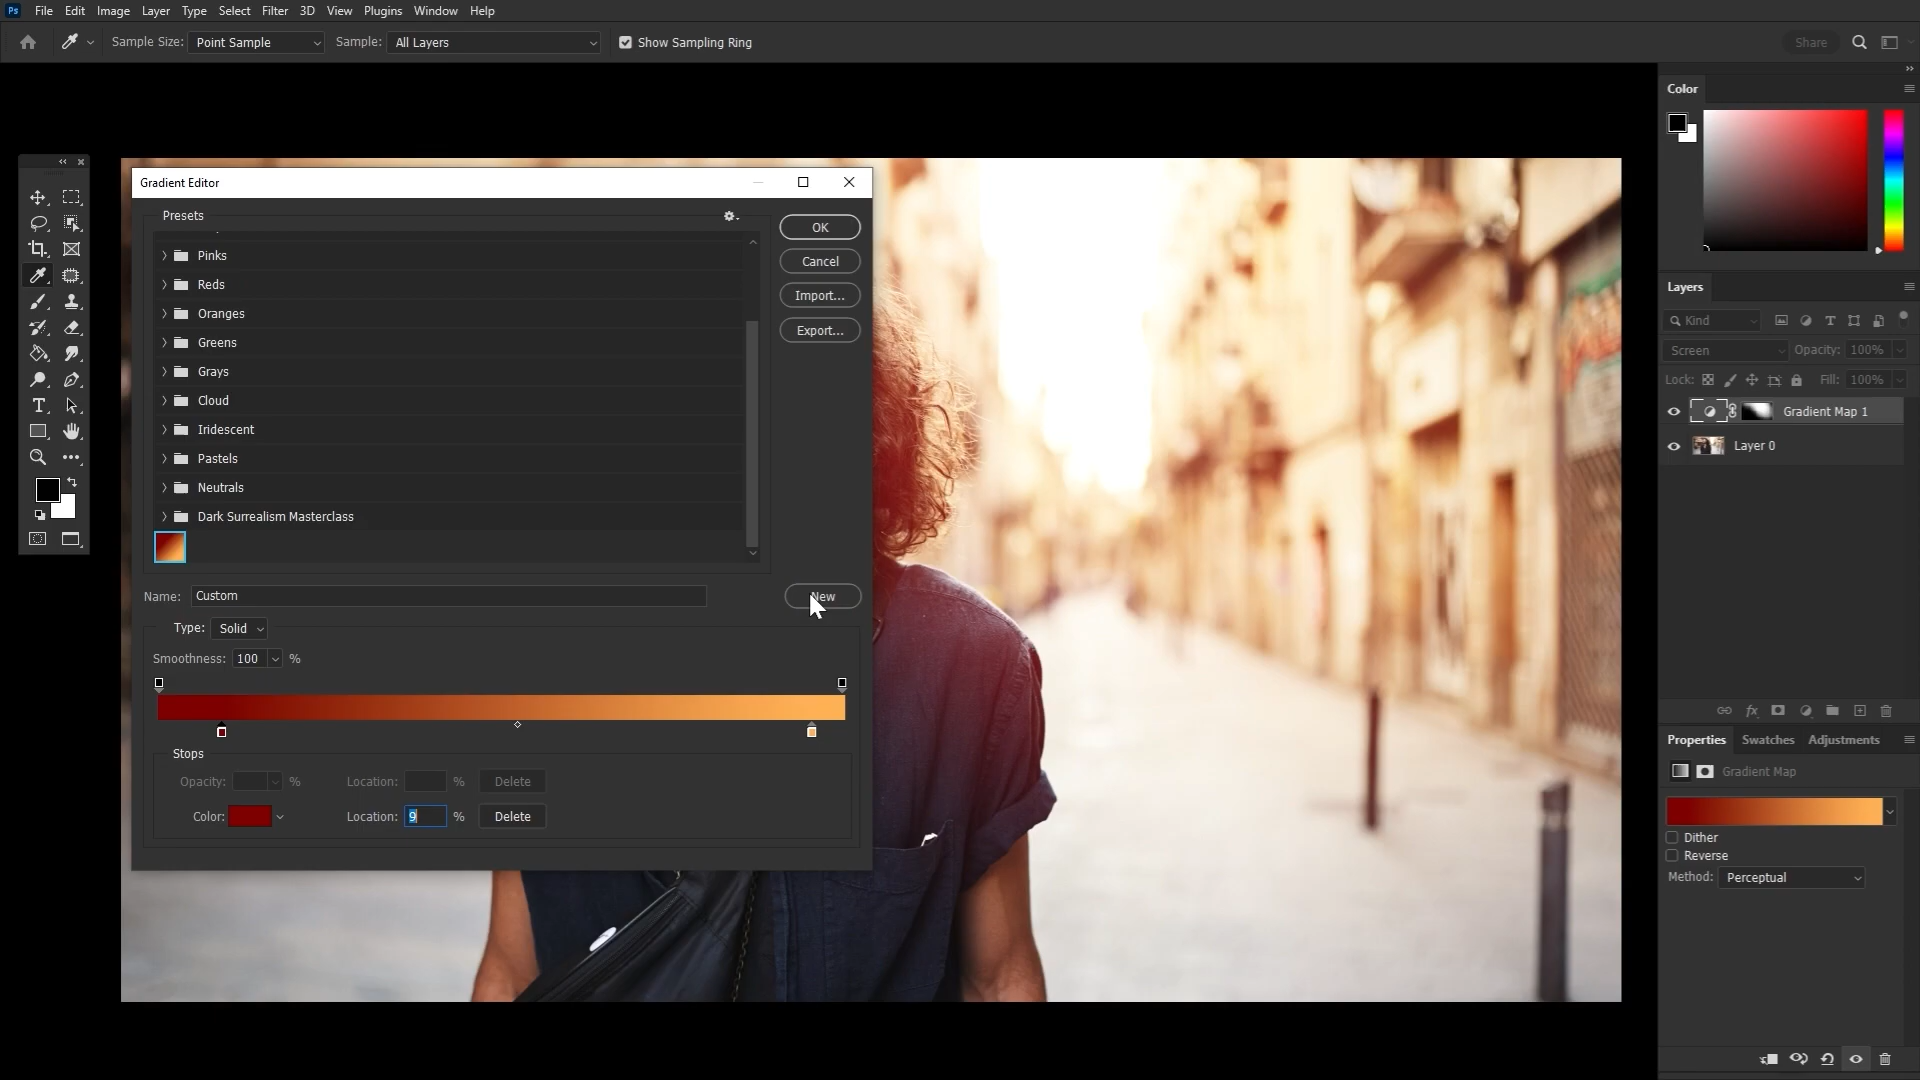 Ps File Edit Image Layer Type Select Filter 3D View Plugins Window Help
Sample Size: Point Sample Sample: All Layers Show Sampling Ring Share
Color
Gradient Editor
Presets
Pinks
Reds
Oranges
Greens
Grays
Cloud
Iridescent
Pastels
Neutrals
Dark Surrealism Masterclass
OK
Cancel
Import...
Export...
Name: Custom New
Type: Solid
Smoothness: 100 %
Stops
Opacity: % Location: % Delete
Color: Location: 9 % Delete
Layers
Kind
Screen Opacity: 100%
Lock: Fill: 100%
Gradient Map 1
Layer 0
fx
Properties Swatches Adjustments
Gradient Map
Dither
Reverse
Method: Perceptual